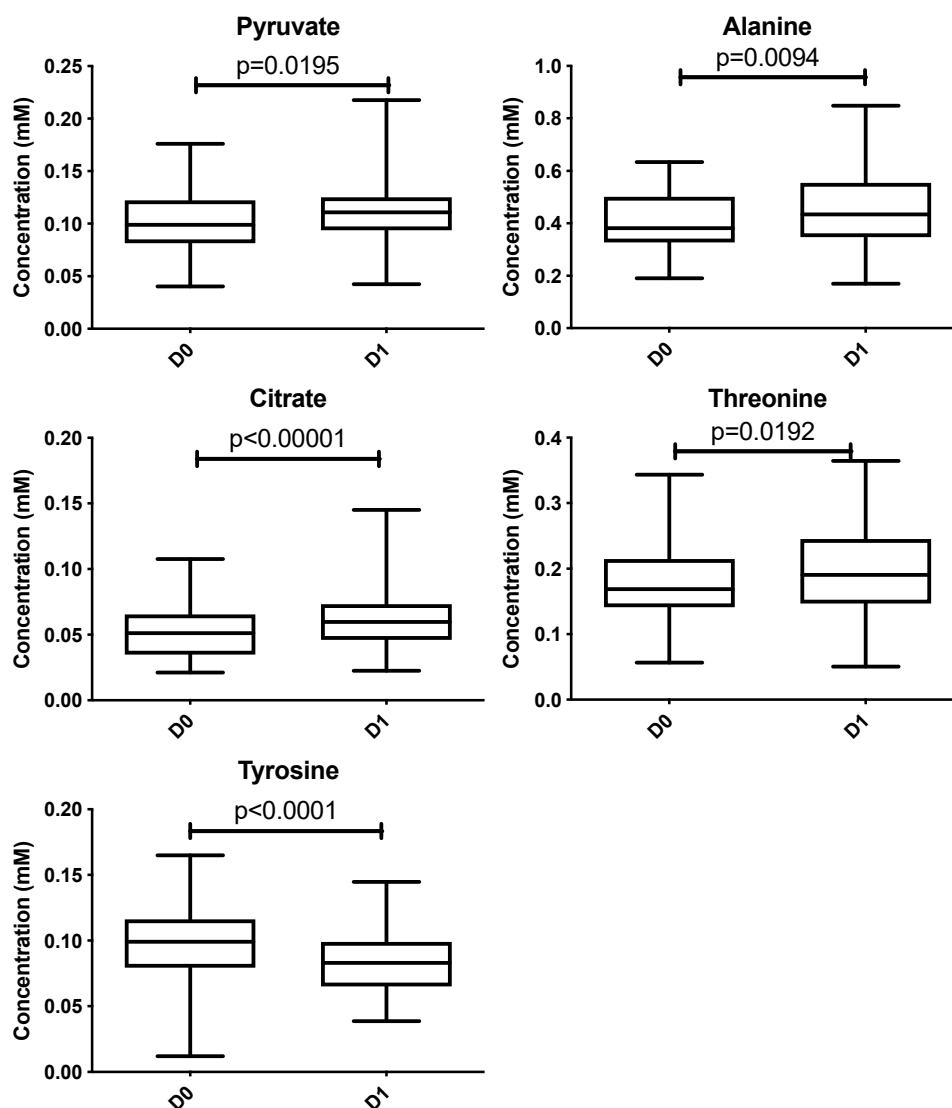 Pyruvate
p=0.0195
Concentration (mM)
0.25
0.20
0.15
0.10
0.05
0.00
D0
D1
Alanine
p=0.0094
Concentration (mM)
1.0
0.8
0.6
0.4
0.2
0.0
D0
D1
Citrate
p<0.00001
Concentration (mM)
0.20
0.15
0.10
0.05
0.00
D0
D1
Threonine
p=0.0192
Concentration (mM)
0.4
0.3
0.2
0.1
0.0
D0
D1
Tyrosine
p<0.0001
Concentration (mM)
0.20
0.15
0.10
0.05
0.00
D0
D1